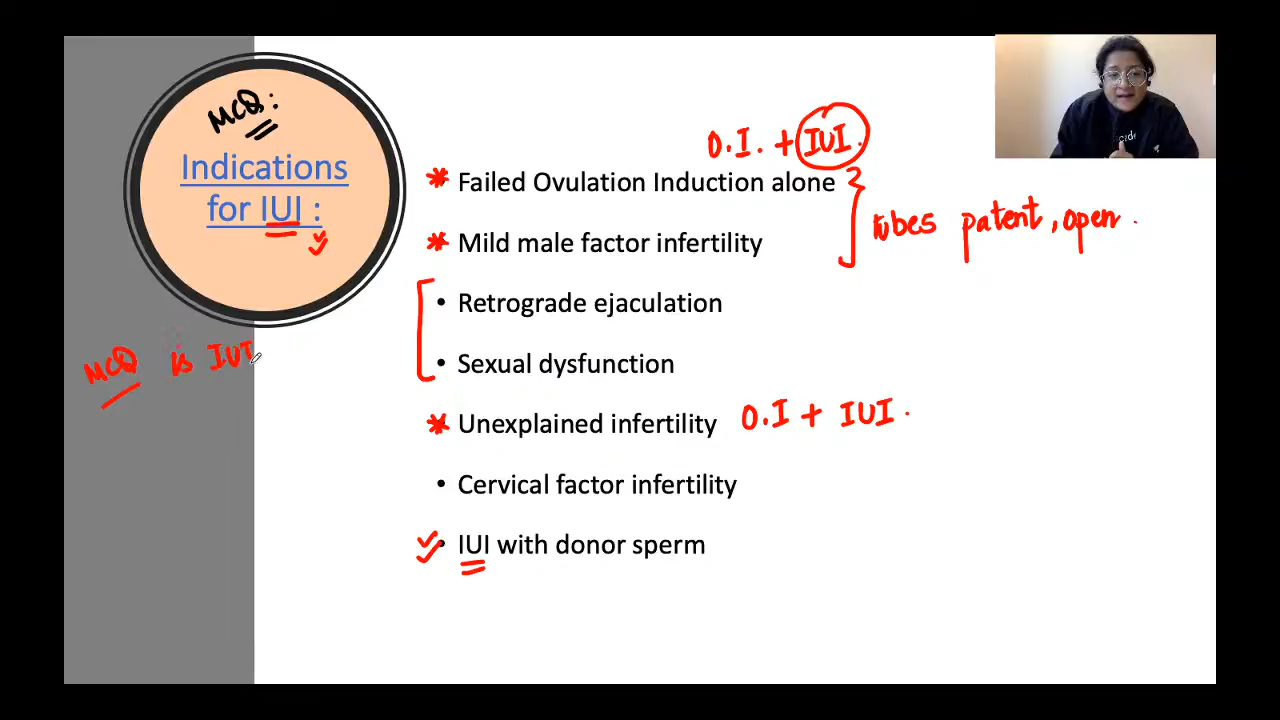 MCQ:
Indications
for IUI :
O.I. + IUI.
* Failed Ovulation Induction alone
* Mild male factor infertility
tubes patent, open.
• Retrograde ejaculation
• Sexual dysfunction
MCQ is IUI
* Unexplained infertility O.I + IUI.
• Cervical factor infertility
• IUI with donor sperm